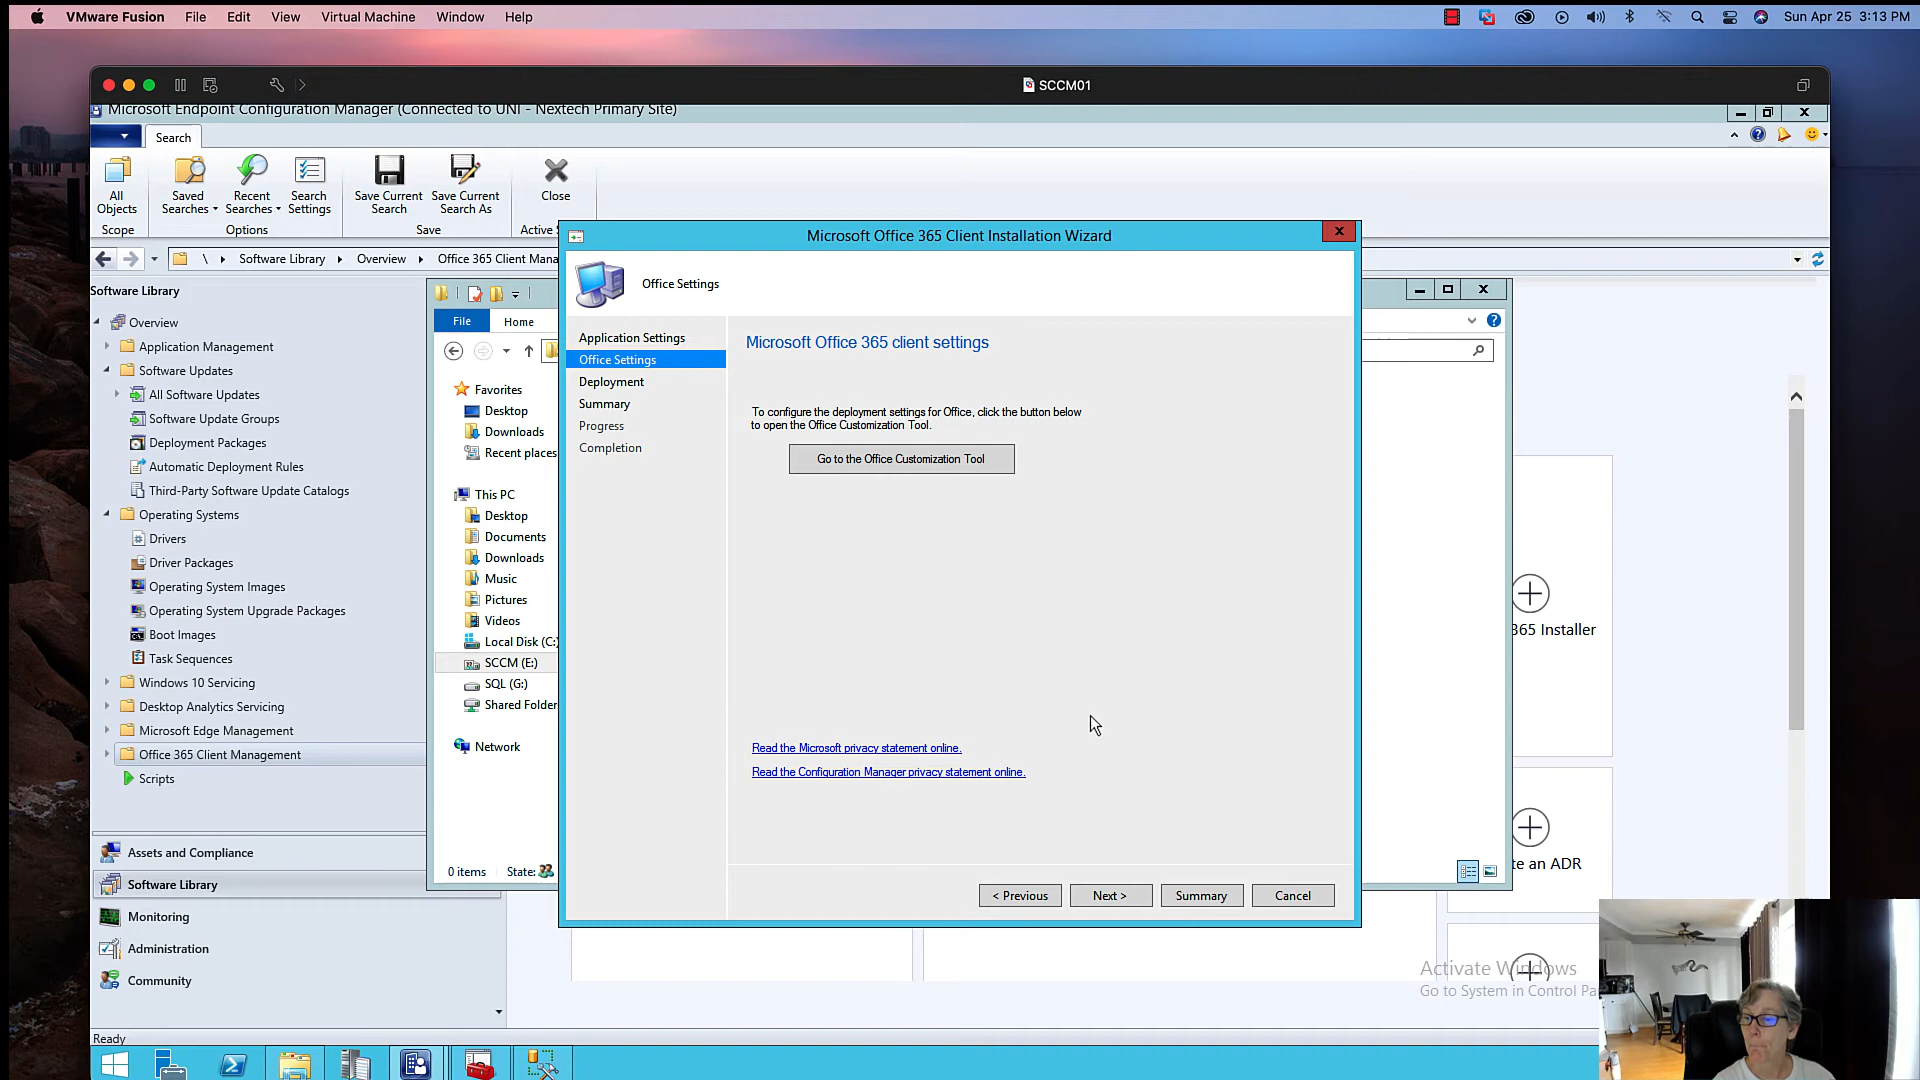 VMware Fusion File Edit View Virtual Machine Window Help Sun Apr 25 3:13 PM
SCCM01
Microsoft Endpoint Configuration Manager (Connected to UNI - Nextech Primary Site)
Search
All Objects
Saved Searches
Recent Searches
Search Settings
Save Current Search
Save Current Search As
Close
Scope
Options
Save
Active S
\ Software Library Overview Office 365 Client Mana
Software Library
Overview
Application Management
Software Updates
All Software Updates
Software Update Groups
Deployment Packages
Automatic Deployment Rules
Third-Party Software Update Catalogs
Operating Systems
Drivers
Driver Packages
Operating System Images
Operating System Upgrade Packages
Boot Images
Task Sequences
Windows 10 Servicing
Desktop Analytics Servicing
Microsoft Edge Management
Office 365 Client Management
Scripts
Assets and Compliance
Software Library
Monitoring
Administration
Community
Ready
File Home
Favorites
Desktop
Downloads
Recent places
This PC
Desktop
Documents
Downloads
Music
Pictures
Videos
Local Disk (C:)
SCCM (E:)
SQL (G:)
Shared Folder
Network
0 items State:
Microsoft Office 365 Client Installation Wizard
Office Settings
Application Settings
Office Settings
Deployment
Summary
Progress
Completion
Microsoft Office 365 client settings
To configure the deployment settings for Office, click the button below
to open the Office Customization Tool.
Go to the Office Customization Tool
Read the Microsoft privacy statement online.
Read the Configuration Manager privacy statement online.
< Previous Next > Summary Cancel
365 Installer
te an ADR
Activate Windows
Go to System in Control Pa